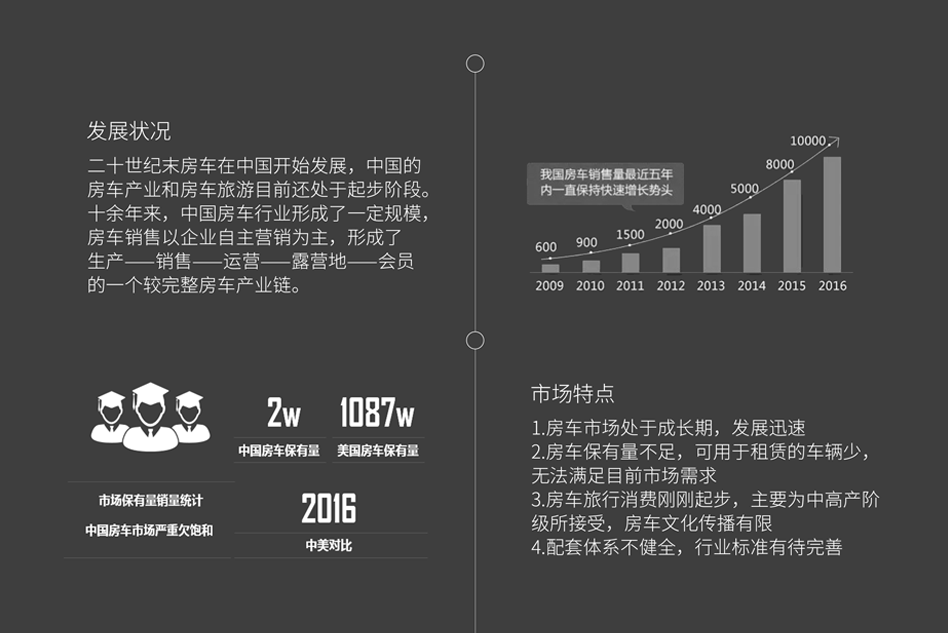 发展状况
二十世纪末房车在中国开始发展，中国的
房车产业和房车旅游目前还处于起步阶段。
十余年来，中国房车行业形成了一定规模，
房车销售以企业自主营销为主，形成了
生产——销售——运营——露营地——会员
的一个较完整房车产业链。
我国房车销售量最近五年
内一直保持快速增长势头
600
900
1500
2000
4000
5000
8000
10000
2009 2010 2011 2012 2013 2014 2015 2016
2w
中国房车保有量
1087w
美国房车保有量
市场保有量销量统计
中国房车市场严重欠饱和
2016
中美对比
市场特点
1.房车市场处于成长期，发展迅速
2.房车保有量不足，可用于租赁的车辆少，
无法满足目前市场需求
3.房车旅行消费刚刚起步，主要为中高产阶
级所接受，房车文化传播有限
4.配套体系不健全，行业标准有待完善